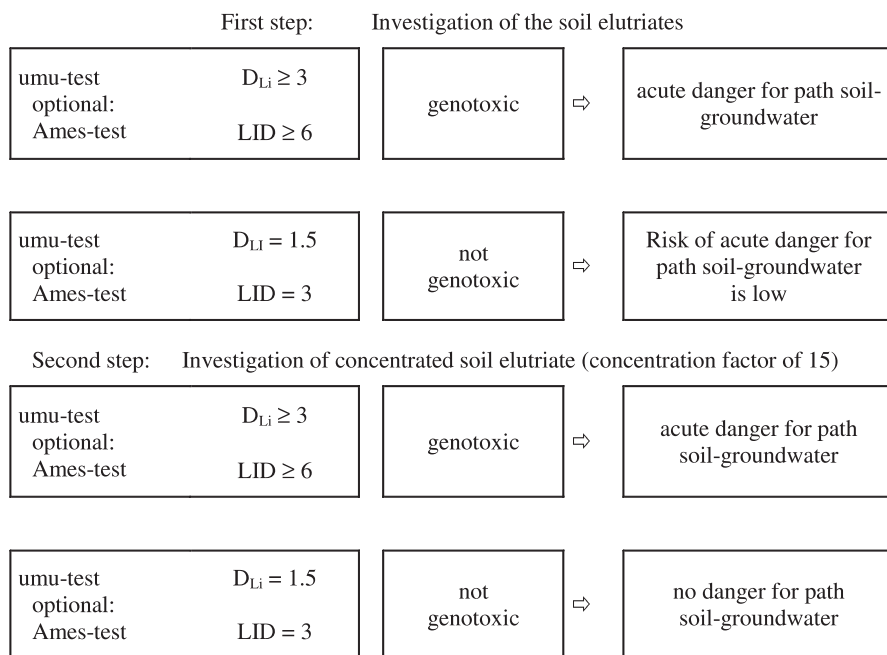 First step: Investigation of the soil elutriates
umu-test D_Li ≥ 3
optional:
Ames-test LID ≥ 6
genotoxic
⇨
acute danger for path soil-
groundwater
umu-test D_LI = 1.5
optional:
Ames-test LID = 3
not
genotoxic
⇨
Risk of acute danger for
path soil-groundwater
is low
Second step: Investigation of concentrated soil elutriate (concentration factor of 15)
umu-test D_Li ≥ 3
optional:
Ames-test LID ≥ 6
genotoxic
⇨
acute danger for path
soil-groundwater
umu-test D_Li = 1.5
optional:
Ames-test LID = 3
not
genotoxic
⇨
no danger for path
soil-groundwater